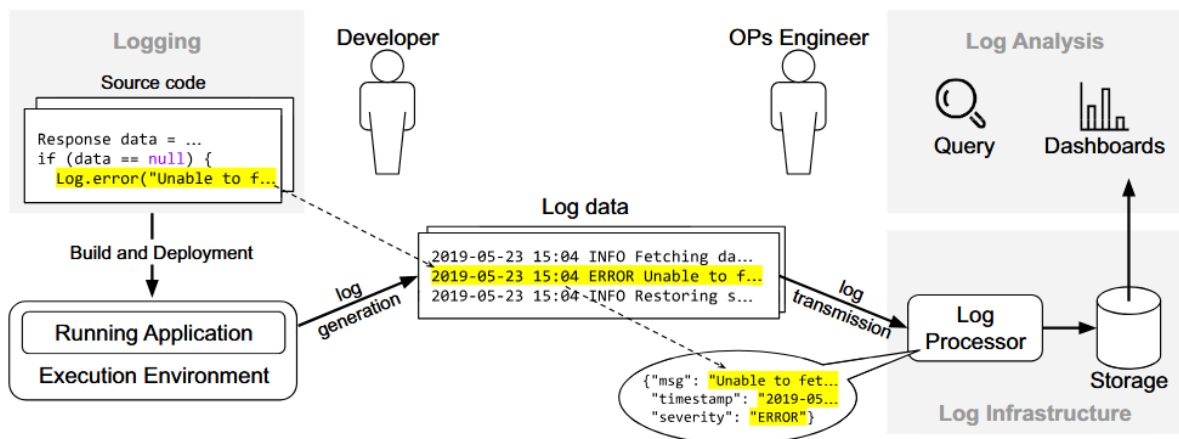 Logging
Developer
OPs Engineer
Log Analysis
Source code
Response data = ...
if (data == null) {
Log.error("Unable to f...
Query
Dashboards
Build and Deployment
Log data
2019-05-23 15:04 INFO Fetching da...
2019-05-23 15:04 ERROR Unable to f...
2019-05-23 15:04 INFO Restoring s...
log
generation
log
transmission
Running Application
Execution Environment
Log
Processor
{"msg": "Unable to fet...
"timestamp": "2019-05...
"severity": "ERROR"}
Storage
Log Infrastructure